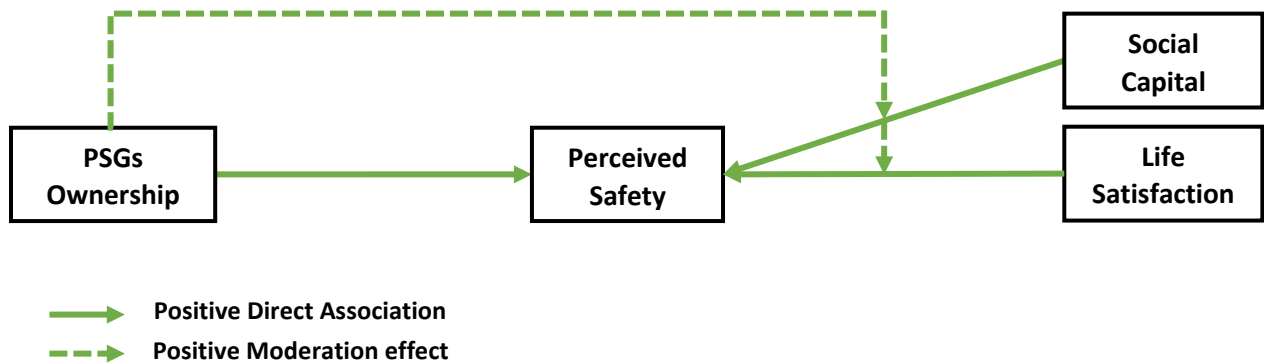 Social
Capital
PSGs
Ownership
Perceived
Safety
Life
Satisfaction
Positive Direct Association
Positive Moderation effect